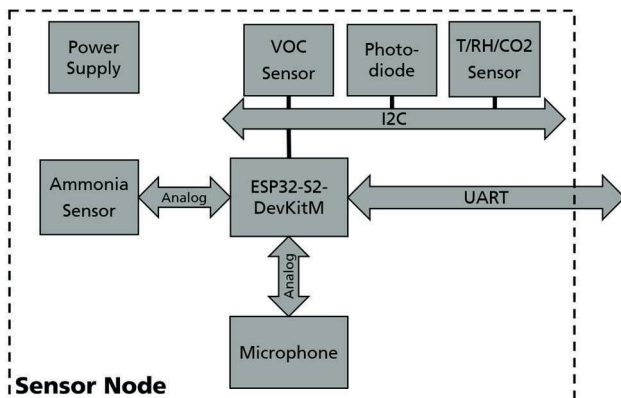 Power
Supply
VOC
Sensor
Photo-
diode
T/RH/CO2
Sensor
I2C
Ammonia
Sensor
Analog
ESP32-S2-
DevKitM
UART
Analog
Microphone
Sensor Node